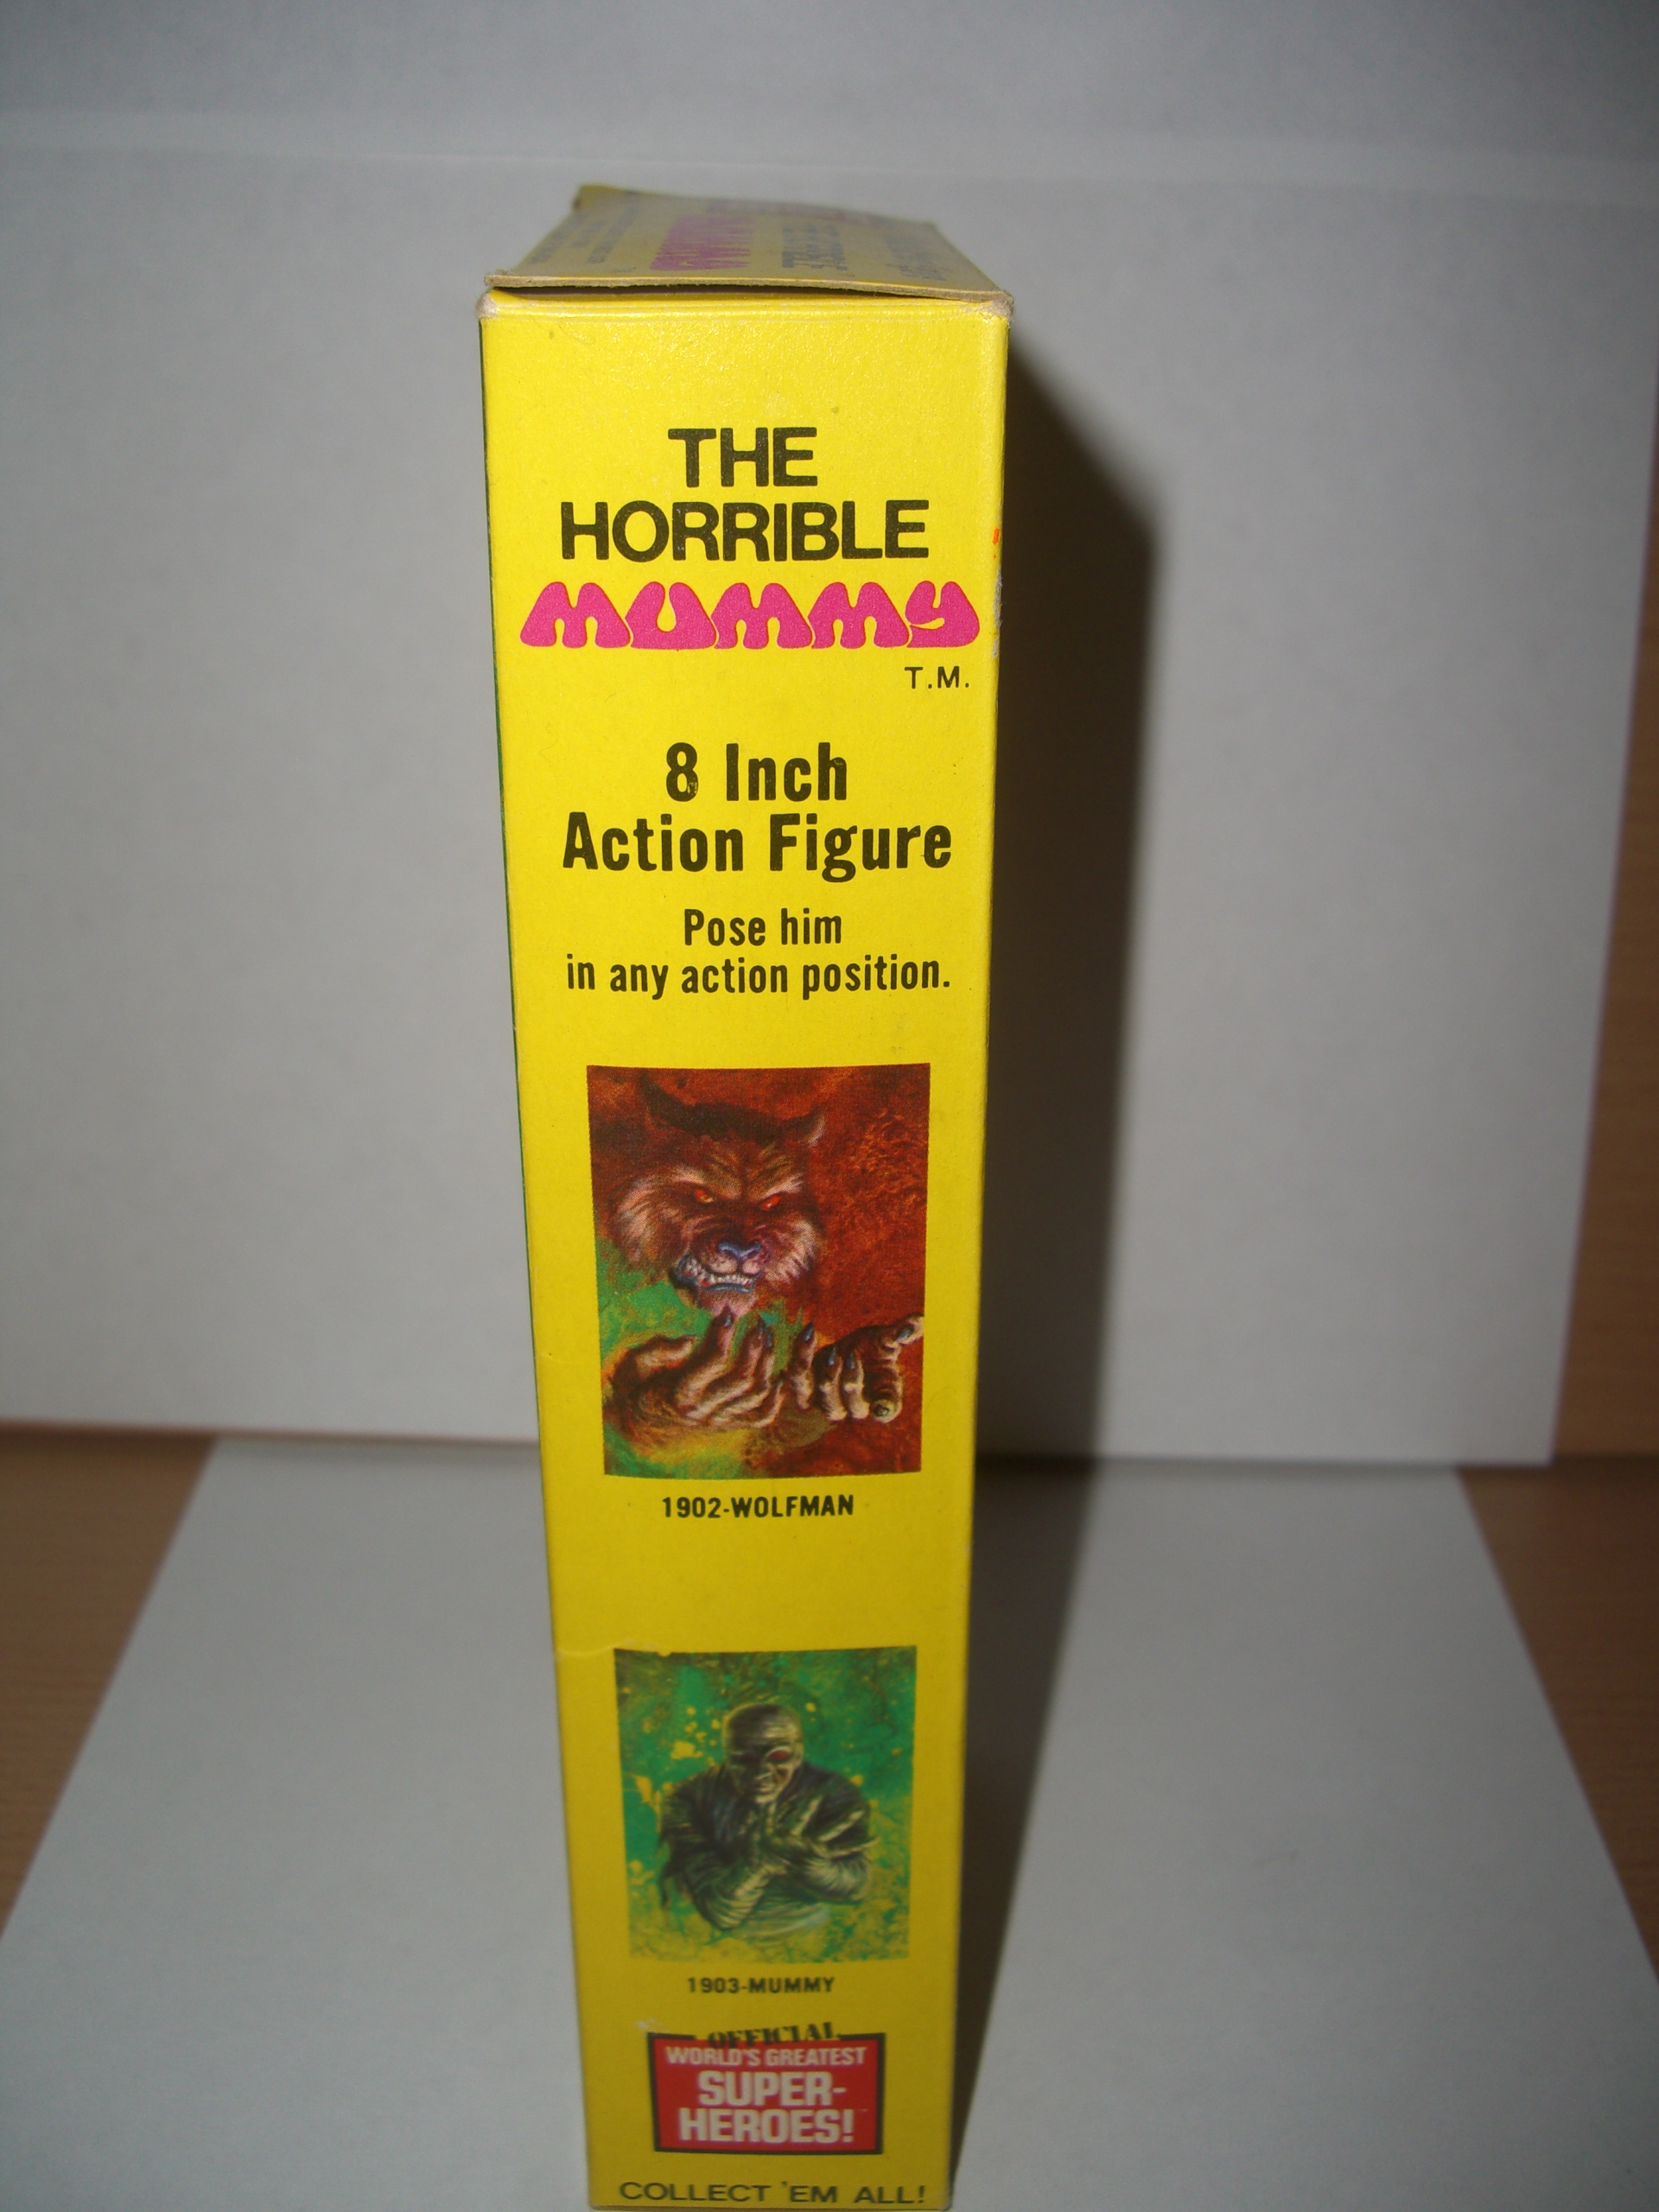 THE
HORRIBLE
MUMMY
T.M.
8 Inch
Action Figure
Pose him
in any action position.
1902-WOLFMAN
1903-MUMMY
OFFICIAL
WORLD'S GREATEST
SUPER-
HEROES!
COLLECT 'EM ALL!